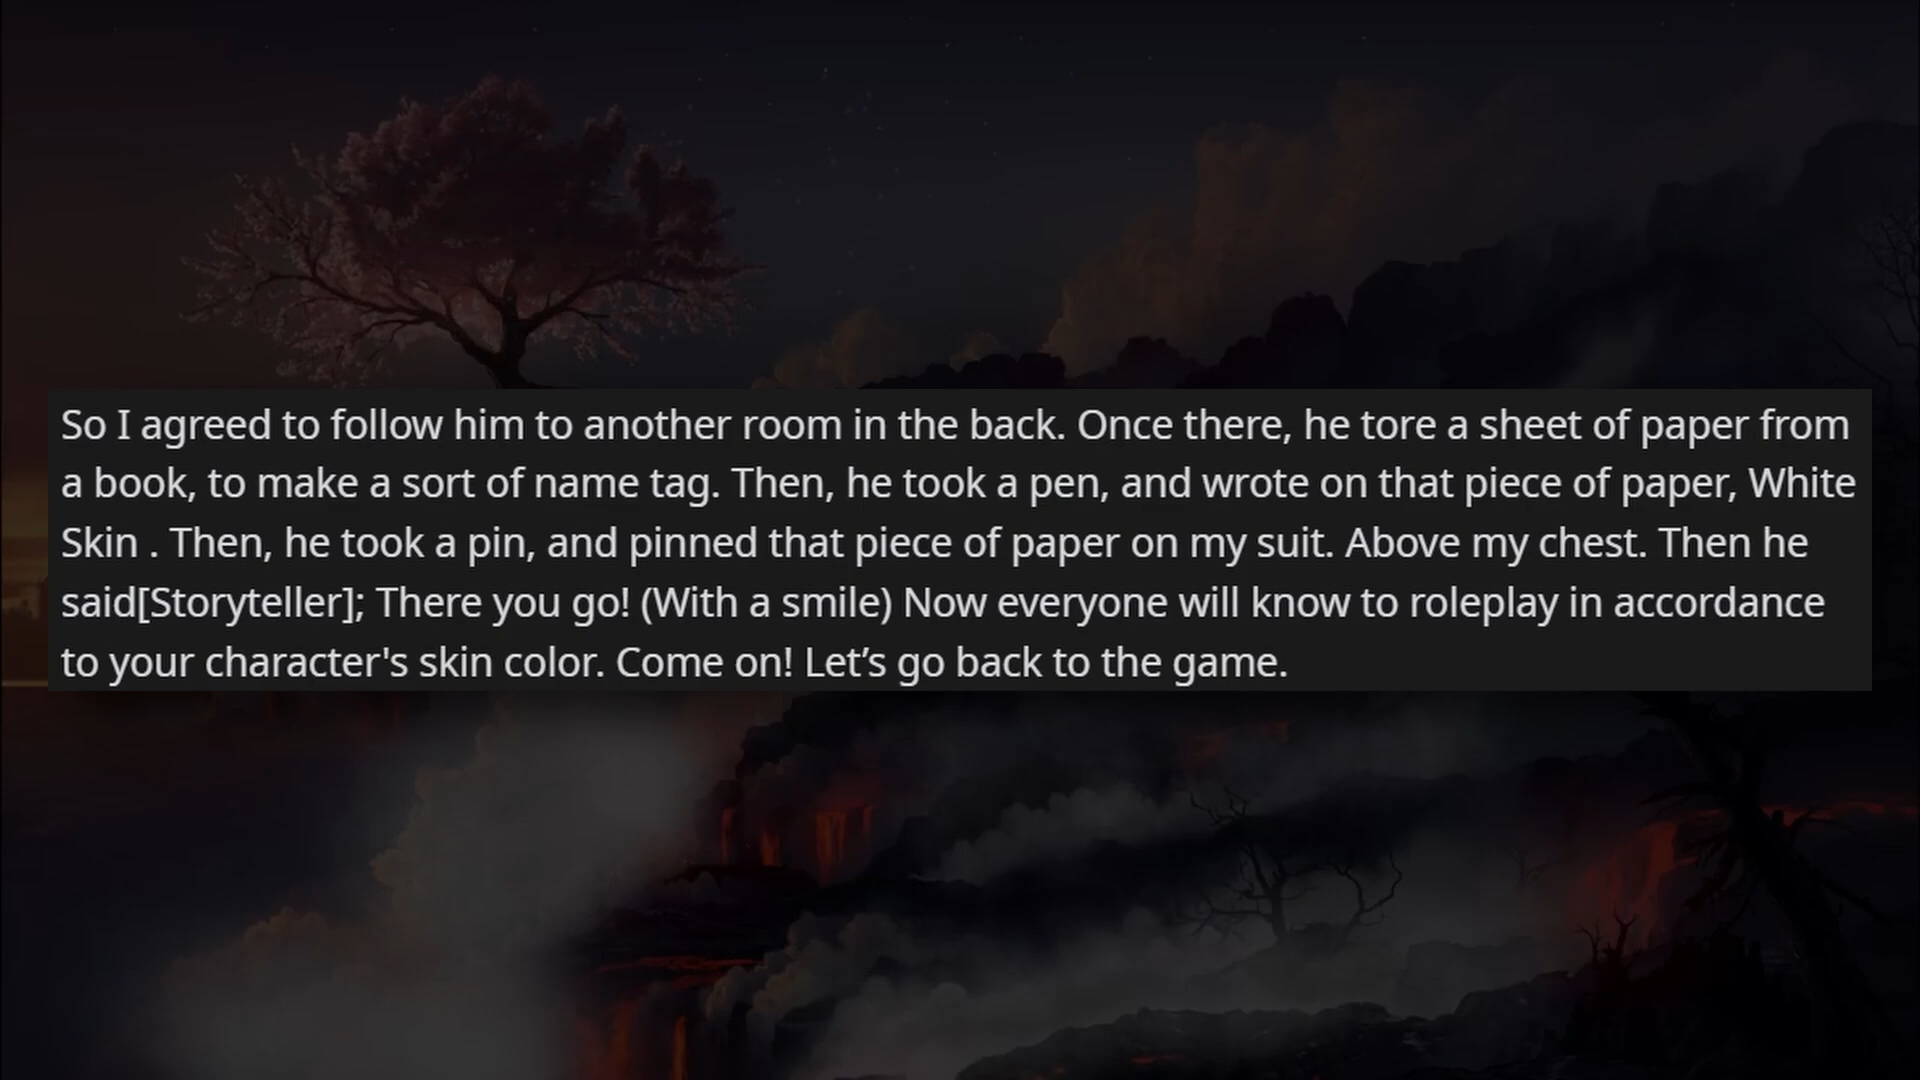 So I agreed to follow him to another room in the back. Once there, he tore a sheet of paper from
a book, to make a sort of name tag. Then, he took a pen, and wrote on that piece of paper, White
Skin . Then, he took a pin, and pinned that piece of paper on my suit. Above my chest. Then he
said[Storyteller]; There you go! (With a smile) Now everyone will know to roleplay in accordance
to your character's skin color. Come on! Let’s go back to the game.